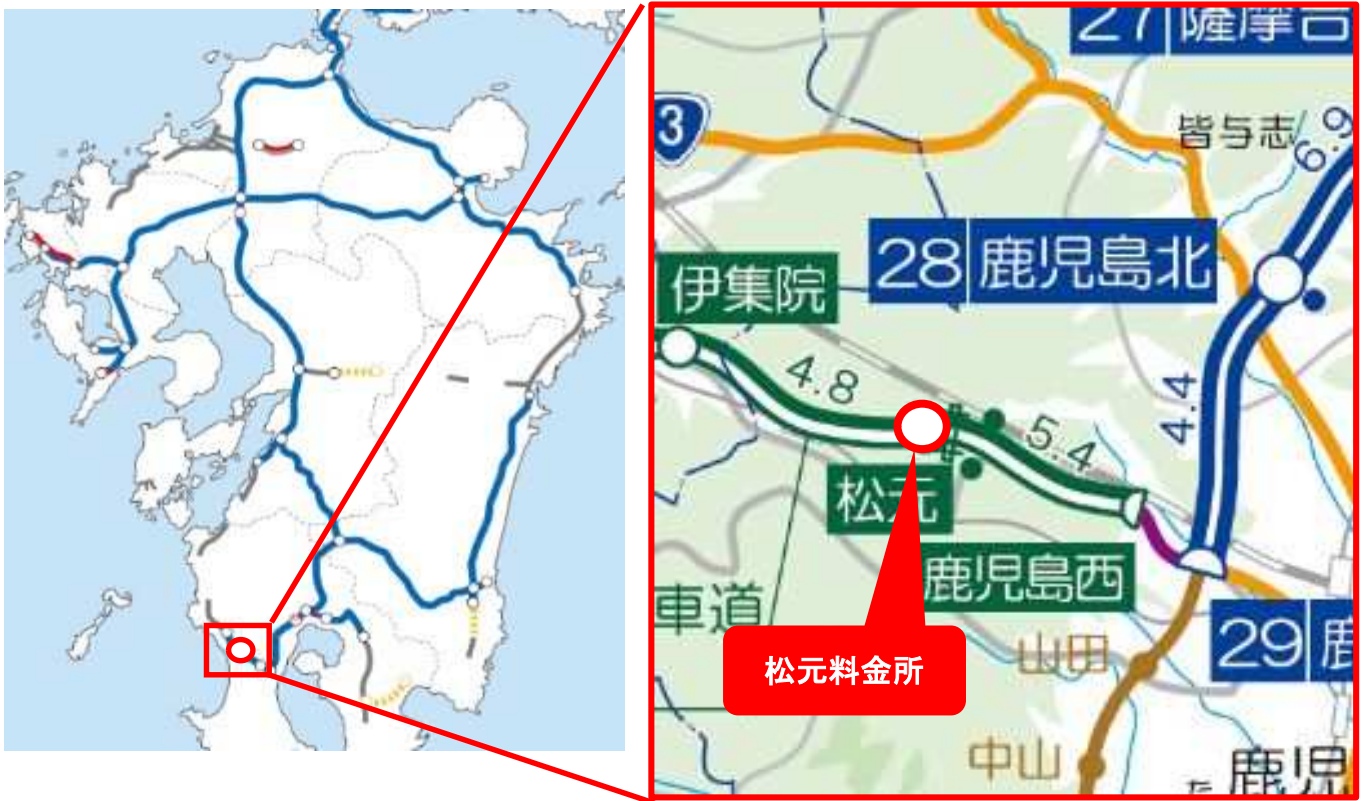 27 薩摩吉
3
皆与志
6.9
28 鹿児島北
伊集院
4.8
4.4
5.4
松元
鹿児島西
車道
29 鹿
松元料金所
山田
中山
鹿児